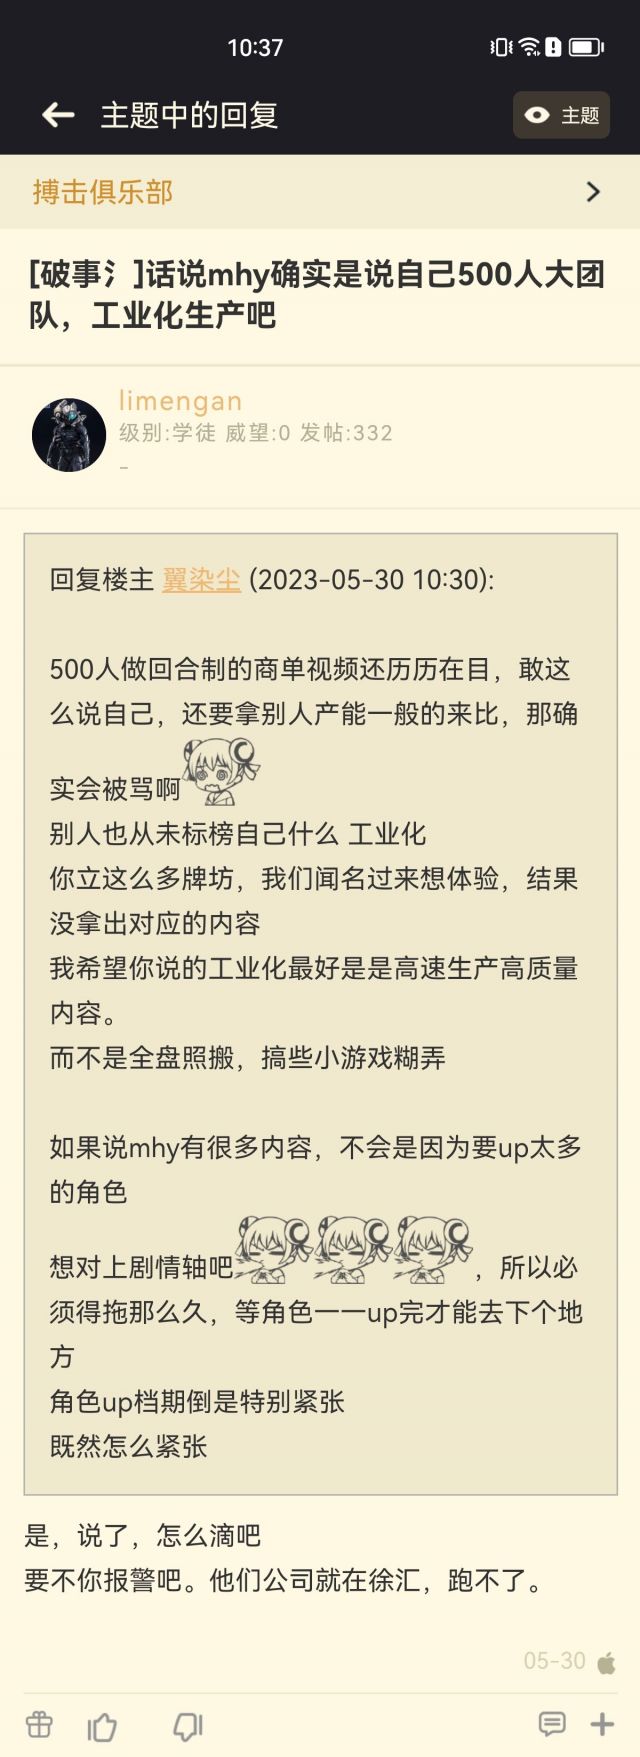 10:37
主题中的回复
主题
搏击俱乐部
[破事氵]话说mhy确实是说自己500人大团
队，工业化生产吧
limengan
级别:学徒 威望:0 发帖:332
-
回复楼主 翼染尘 (2023-05-30 10:30):
500人做回合制的商单视频还历历在目，敢这
么说自己，还要拿别人产能一般的来比，那确
实会被骂啊
别人也从未标榜自己什么 工业化
你立这么多牌坊，我们闻名过来想体验，结果
没拿出对应的内容
我希望你说的工业化最好是是高速生产高质量
内容。
而不是全盘照搬，搞些小游戏糊弄
如果说mhy有很多内容，不会是因为要up太多
的角色
想对上剧情轴吧，所以必
须得拖那么久，等角色一一up完才能去下个地
方
角色up档期倒是特别紧张
既然怎么紧张
是，说了，怎么滴吧
要不你报警吧。他们公司就在徐汇，跑不了。
05-30